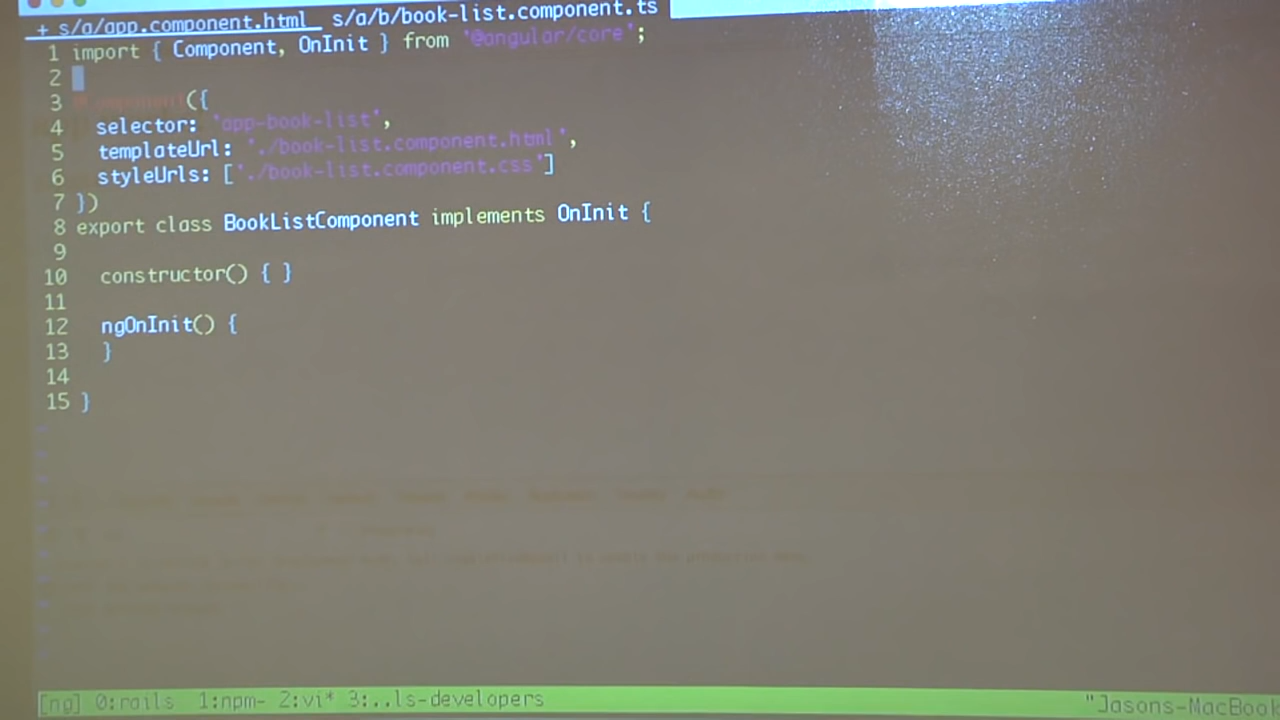 + s/a/app.component.html  s/a/b/book-list.component.ts
1 import { Component, OnInit } from '@angular/core';
2
3 @Component({
4   selector: 'app-book-list',
5   templateUrl: './book-list.component.html',
6   styleUrls: ['./book-list.component.css']
7 })
8 export class BookListComponent implements OnInit {
9
10   constructor() { }
11
12   ngOnInit() {
13   }
14
15 }
[ng] 0:rails  1:npm- 2:vi* 3:..ls-developers "Jasons-MacBook